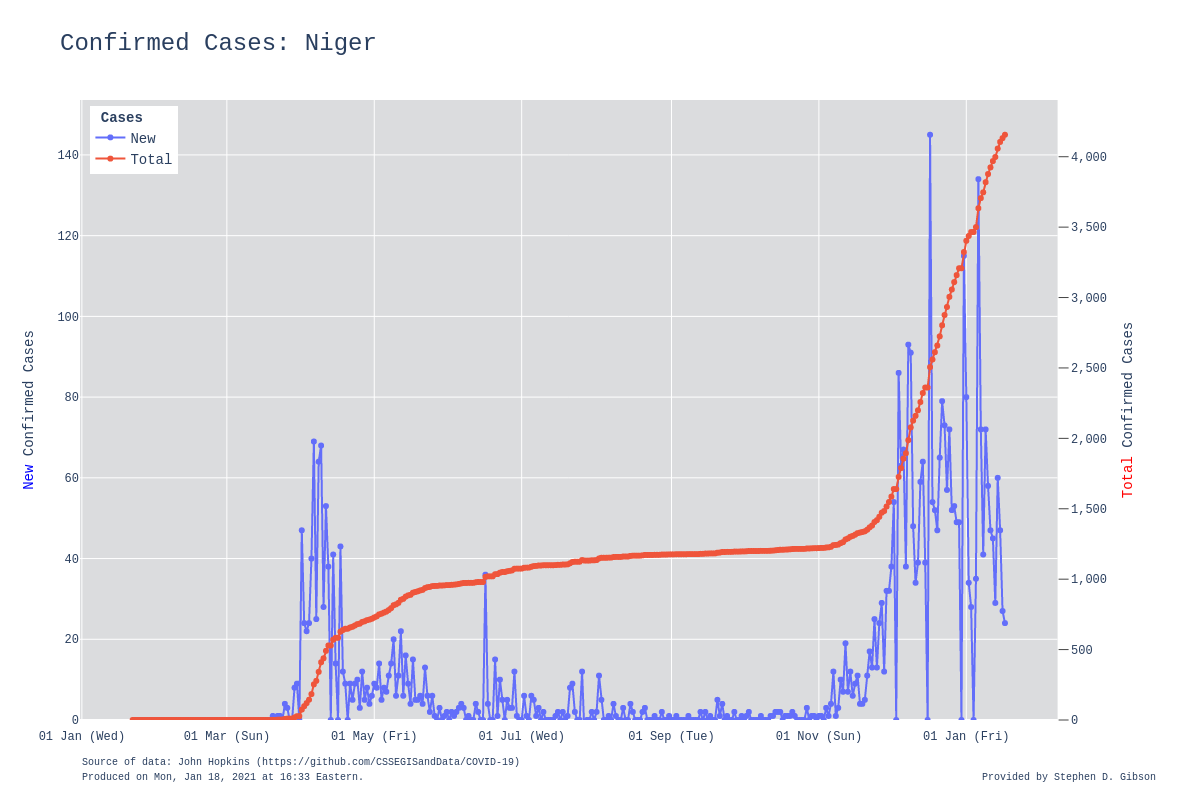 Confirmed Cases: Niger
Cases
New
Total
140
120
100
80
60
40
20
0
4,000
3,500
3,000
2,500
2,000
1,500
1,000
500
0
New Confirmed Cases
Total Confirmed Cases
01 Jan (Wed) 01 Mar (Sun) 01 May (Fri) 01 Jul (Wed) 01 Sep (Tue) 01 Nov (Sun) 01 Jan (Fri)
Source of data: John Hopkins (https://github.com/CSSEGISandData/COVID-19)
Produced on Mon, Jan 18, 2021 at 16:33 Eastern.
Provided by Stephen D. Gibson